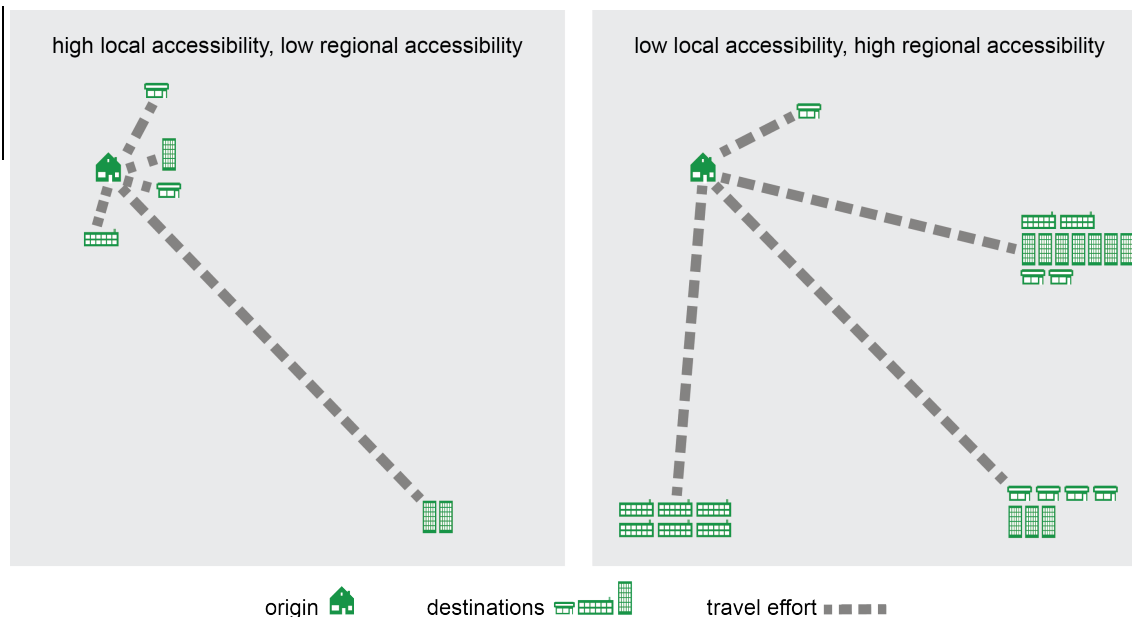 high local accessibility, low regional accessibility
low local accessibility, high regional accessibility
origin
destinations
travel effort